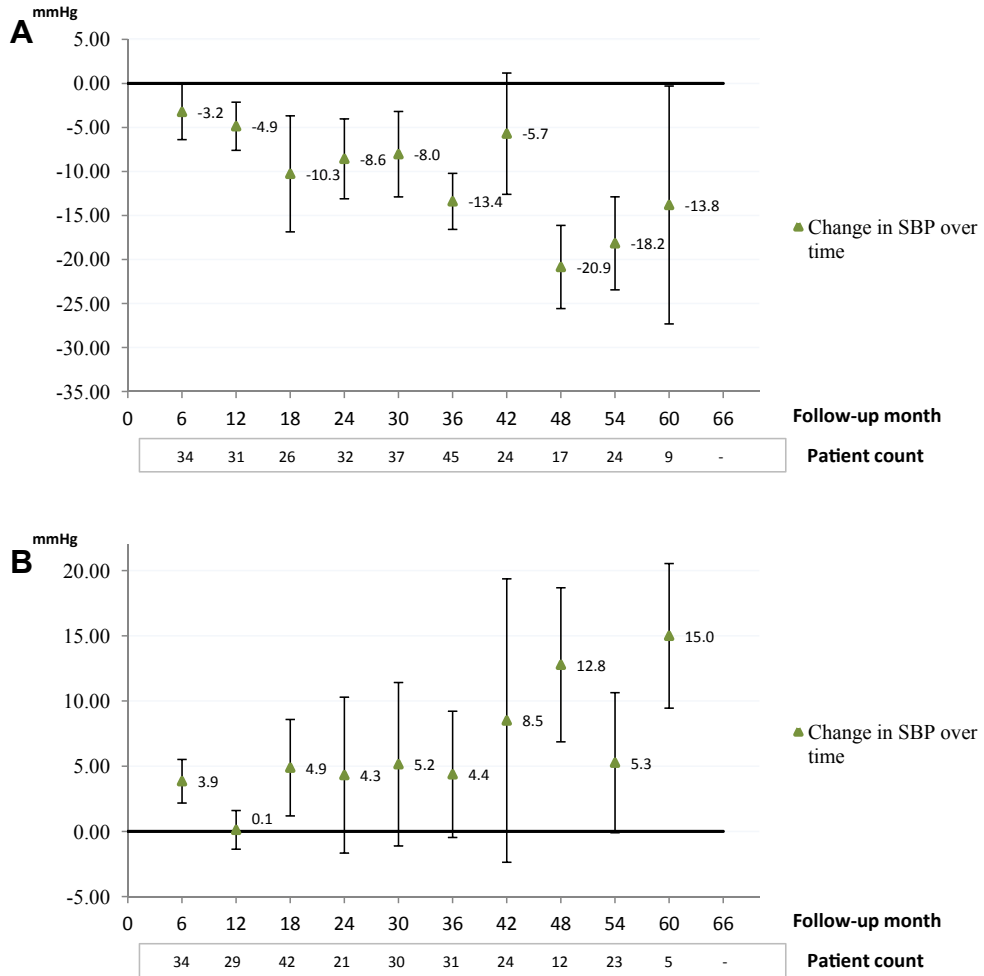 mmHg
A
5.00
0.00
-5.00
-10.00
-15.00
-20.00
-25.00
-30.00
-35.00
-3.2
-4.9
-10.3
-8.6
-8.0
-13.4
-5.7
-20.9
-18.2
-13.8
Change in SBP over
time
0 6 12 18 24 30 36 42 48 54 60 66 Follow-up month
34 31 26 32 37 45 24 17 24 9 - Patient count
mmHg
B
20.00
15.00
10.00
5.00
0.00
-5.00
3.9
0.1
4.9
4.3
5.2
4.4
8.5
12.8
5.3
15.0
Change in SBP over
time
0 6 12 18 24 30 36 42 48 54 60 66 Follow-up month
34 29 42 21 30 31 24 12 23 5 - Patient count